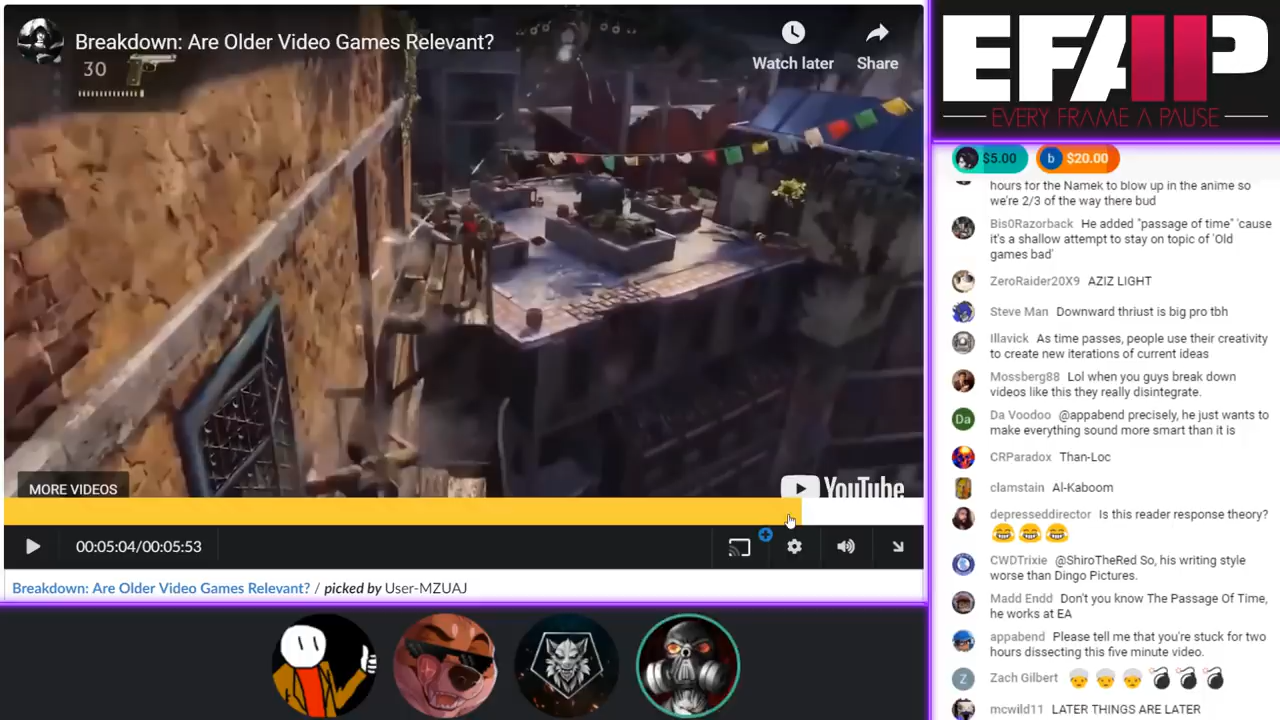 Breakdown: Are Older Video Games Relevant?
30
Watch later
Share
MORE VIDEOS
YouTube
00:05:04/00:05:53
Breakdown: Are Older Video Games Relevant? / picked by User-MZUAJ
EFAP
EVERY FRAME A PAUSE
$5.00
b $20.00
hours for the Namek to blow up in the anime so
we're 2/3 of the way there bud
Bis0Razorback He added "passage of time" 'cause
it's a shallow attempt to stay on topic of 'Old
games bad'
ZeroRaider20X9 AZIZ LIGHT
Steve Man Downward thriust is big pro tbh
Illavick As time passes, people use their creativity
to create new iterations of current ideas
Mossberg88 Lol when you guys break down
videos like this they really disintegrate.
Da Da Voodoo @appabend precisely, he just wants to
make everything sound more smart than it is
CRParadox Than-Loc
clamstain Al-Kaboom
depresseddirector Is this reader response theory?
CWDTrixie @ShiroTheRed So, his writing style
worse than Dingo Pictures.
Madd Endd Don't you know The Passage Of Time,
he works at EA
appabend Please tell me that you're stuck for two
hours dissecting this five minute video.
Z Zach Gilbert
mcwild11 LATER THINGS ARE LATER